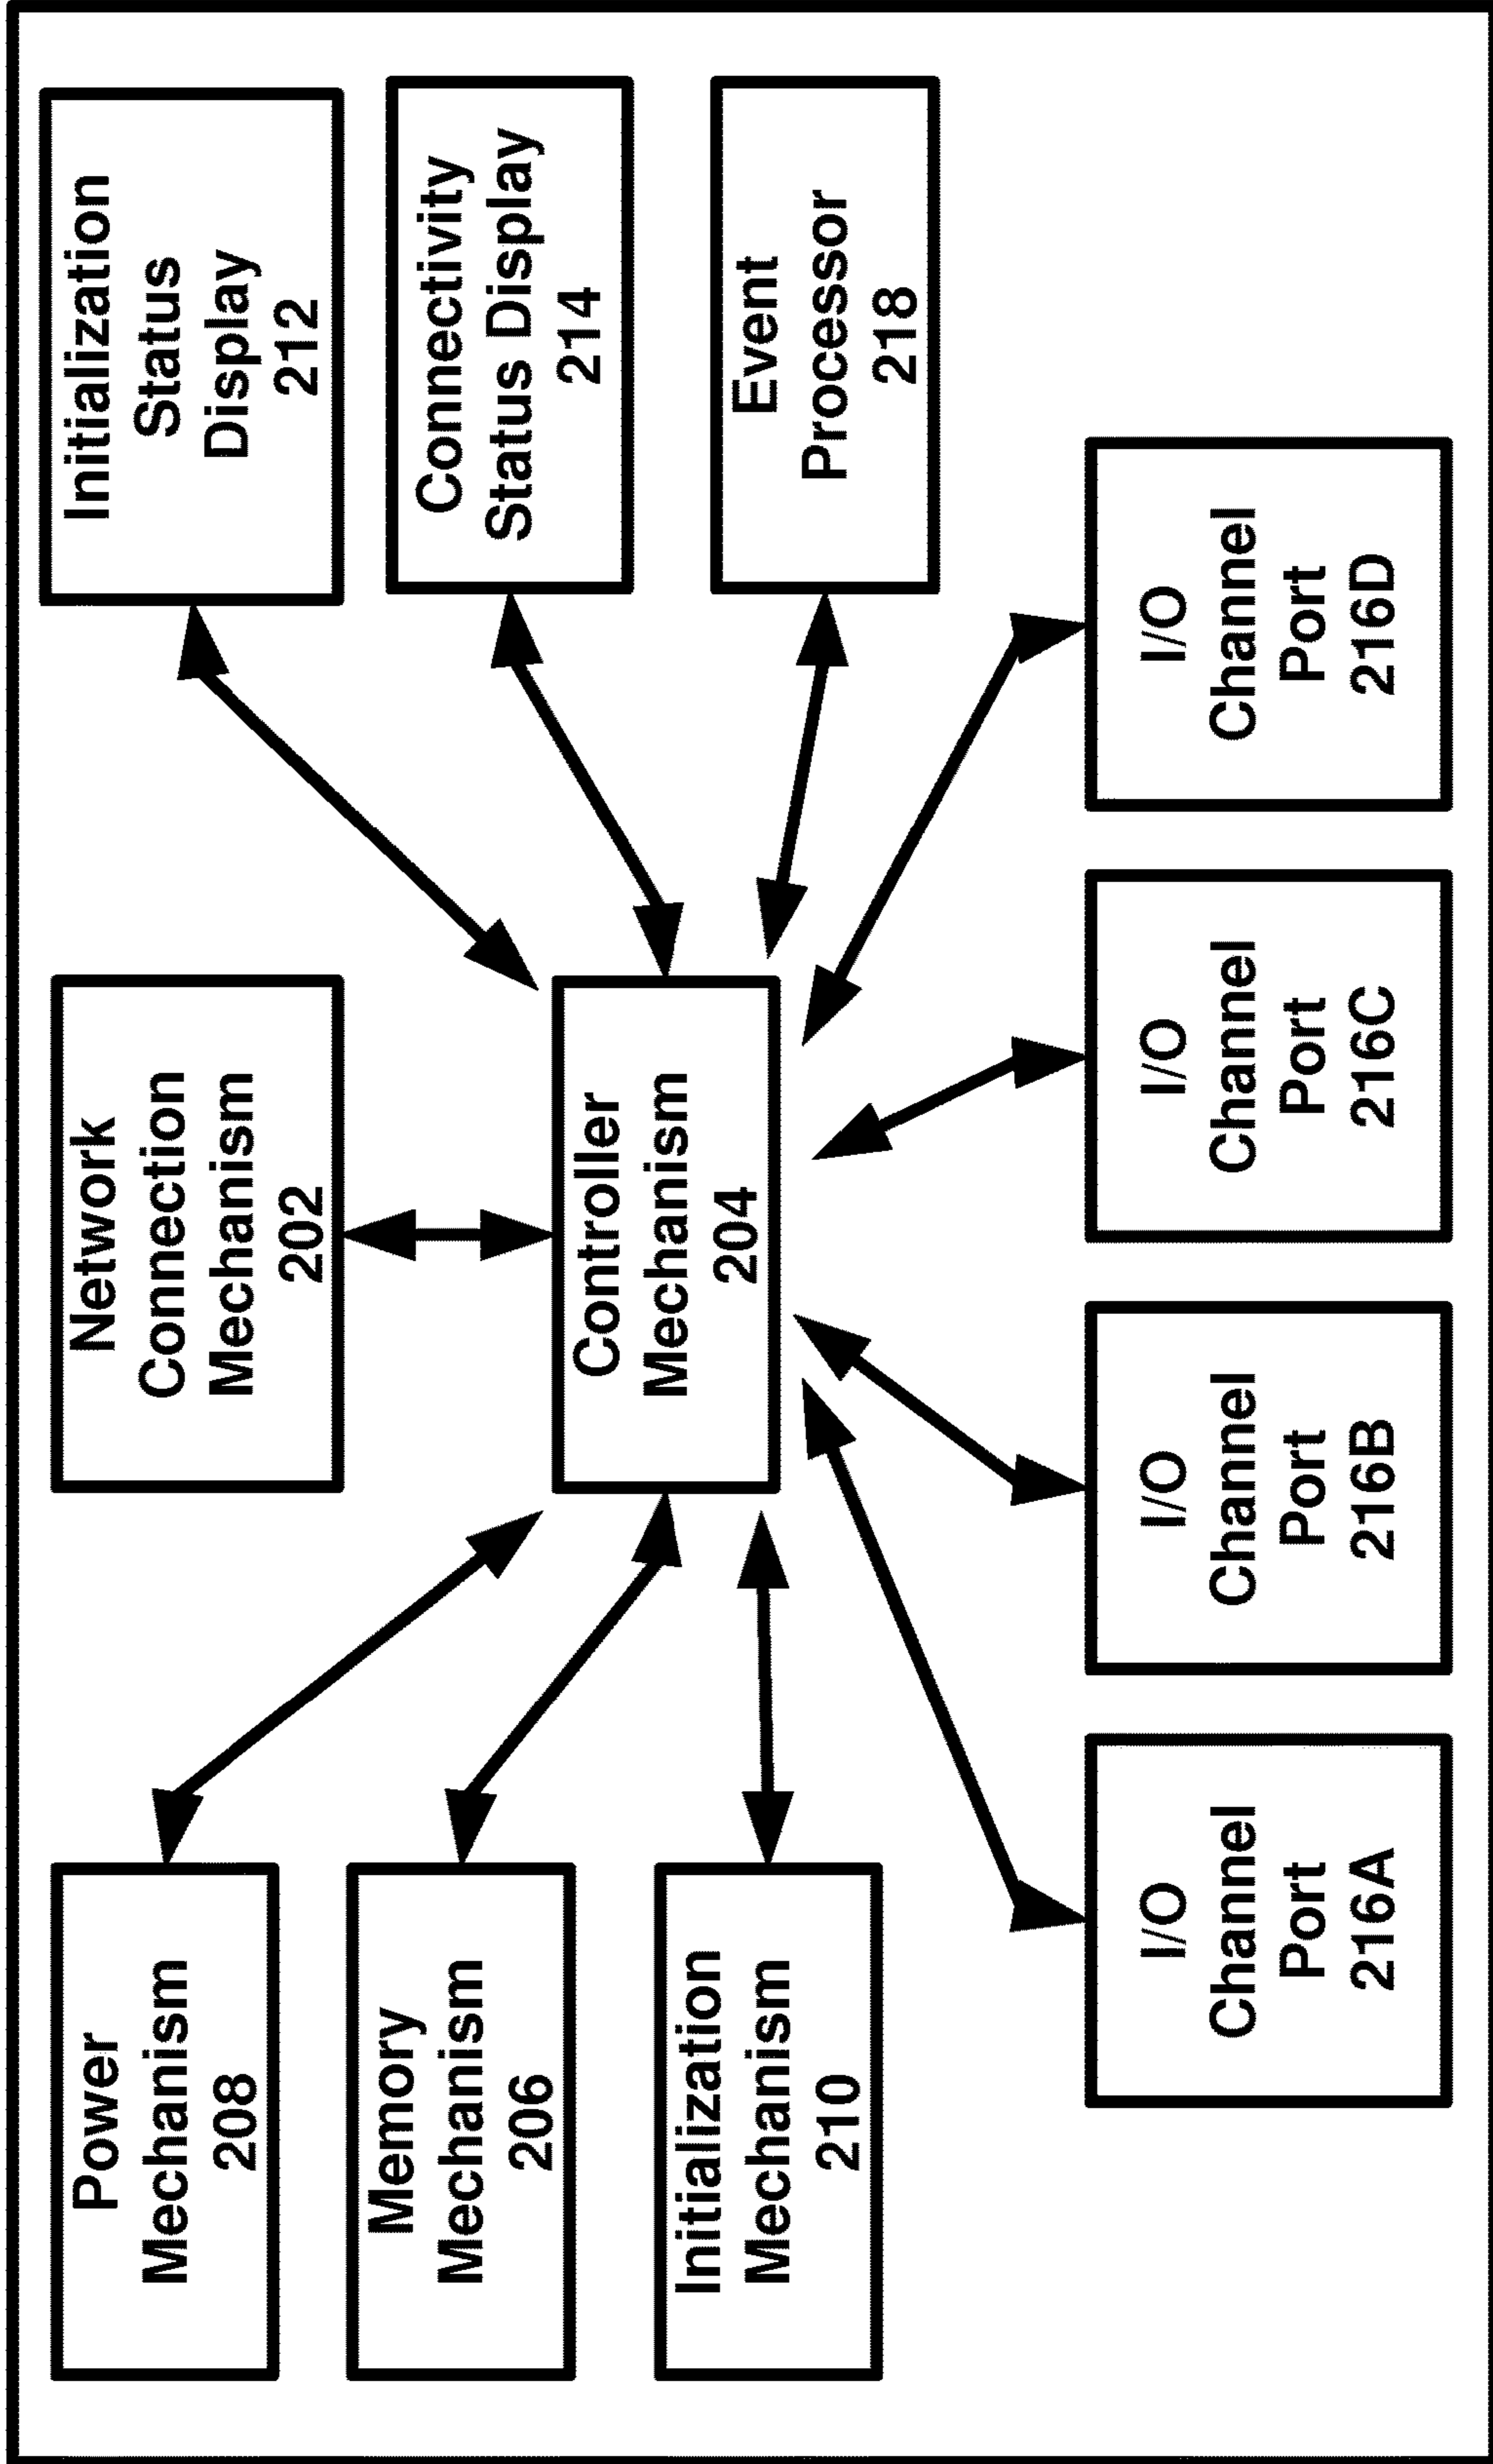 Power
Mechanism
208
Network
Connection
Mechanism
202
Initialization
Status
Display
212
Memory
Mechanism
206
Connectivity
Status Display
214
Controller
Mechanism
204
Initialization
Mechanism
210
Event
Processor
218
I/O
Channel
Port
216A
I/O
Channel
Port
216B
I/O
Channel
Port
216C
I/O
Channel
Port
216D